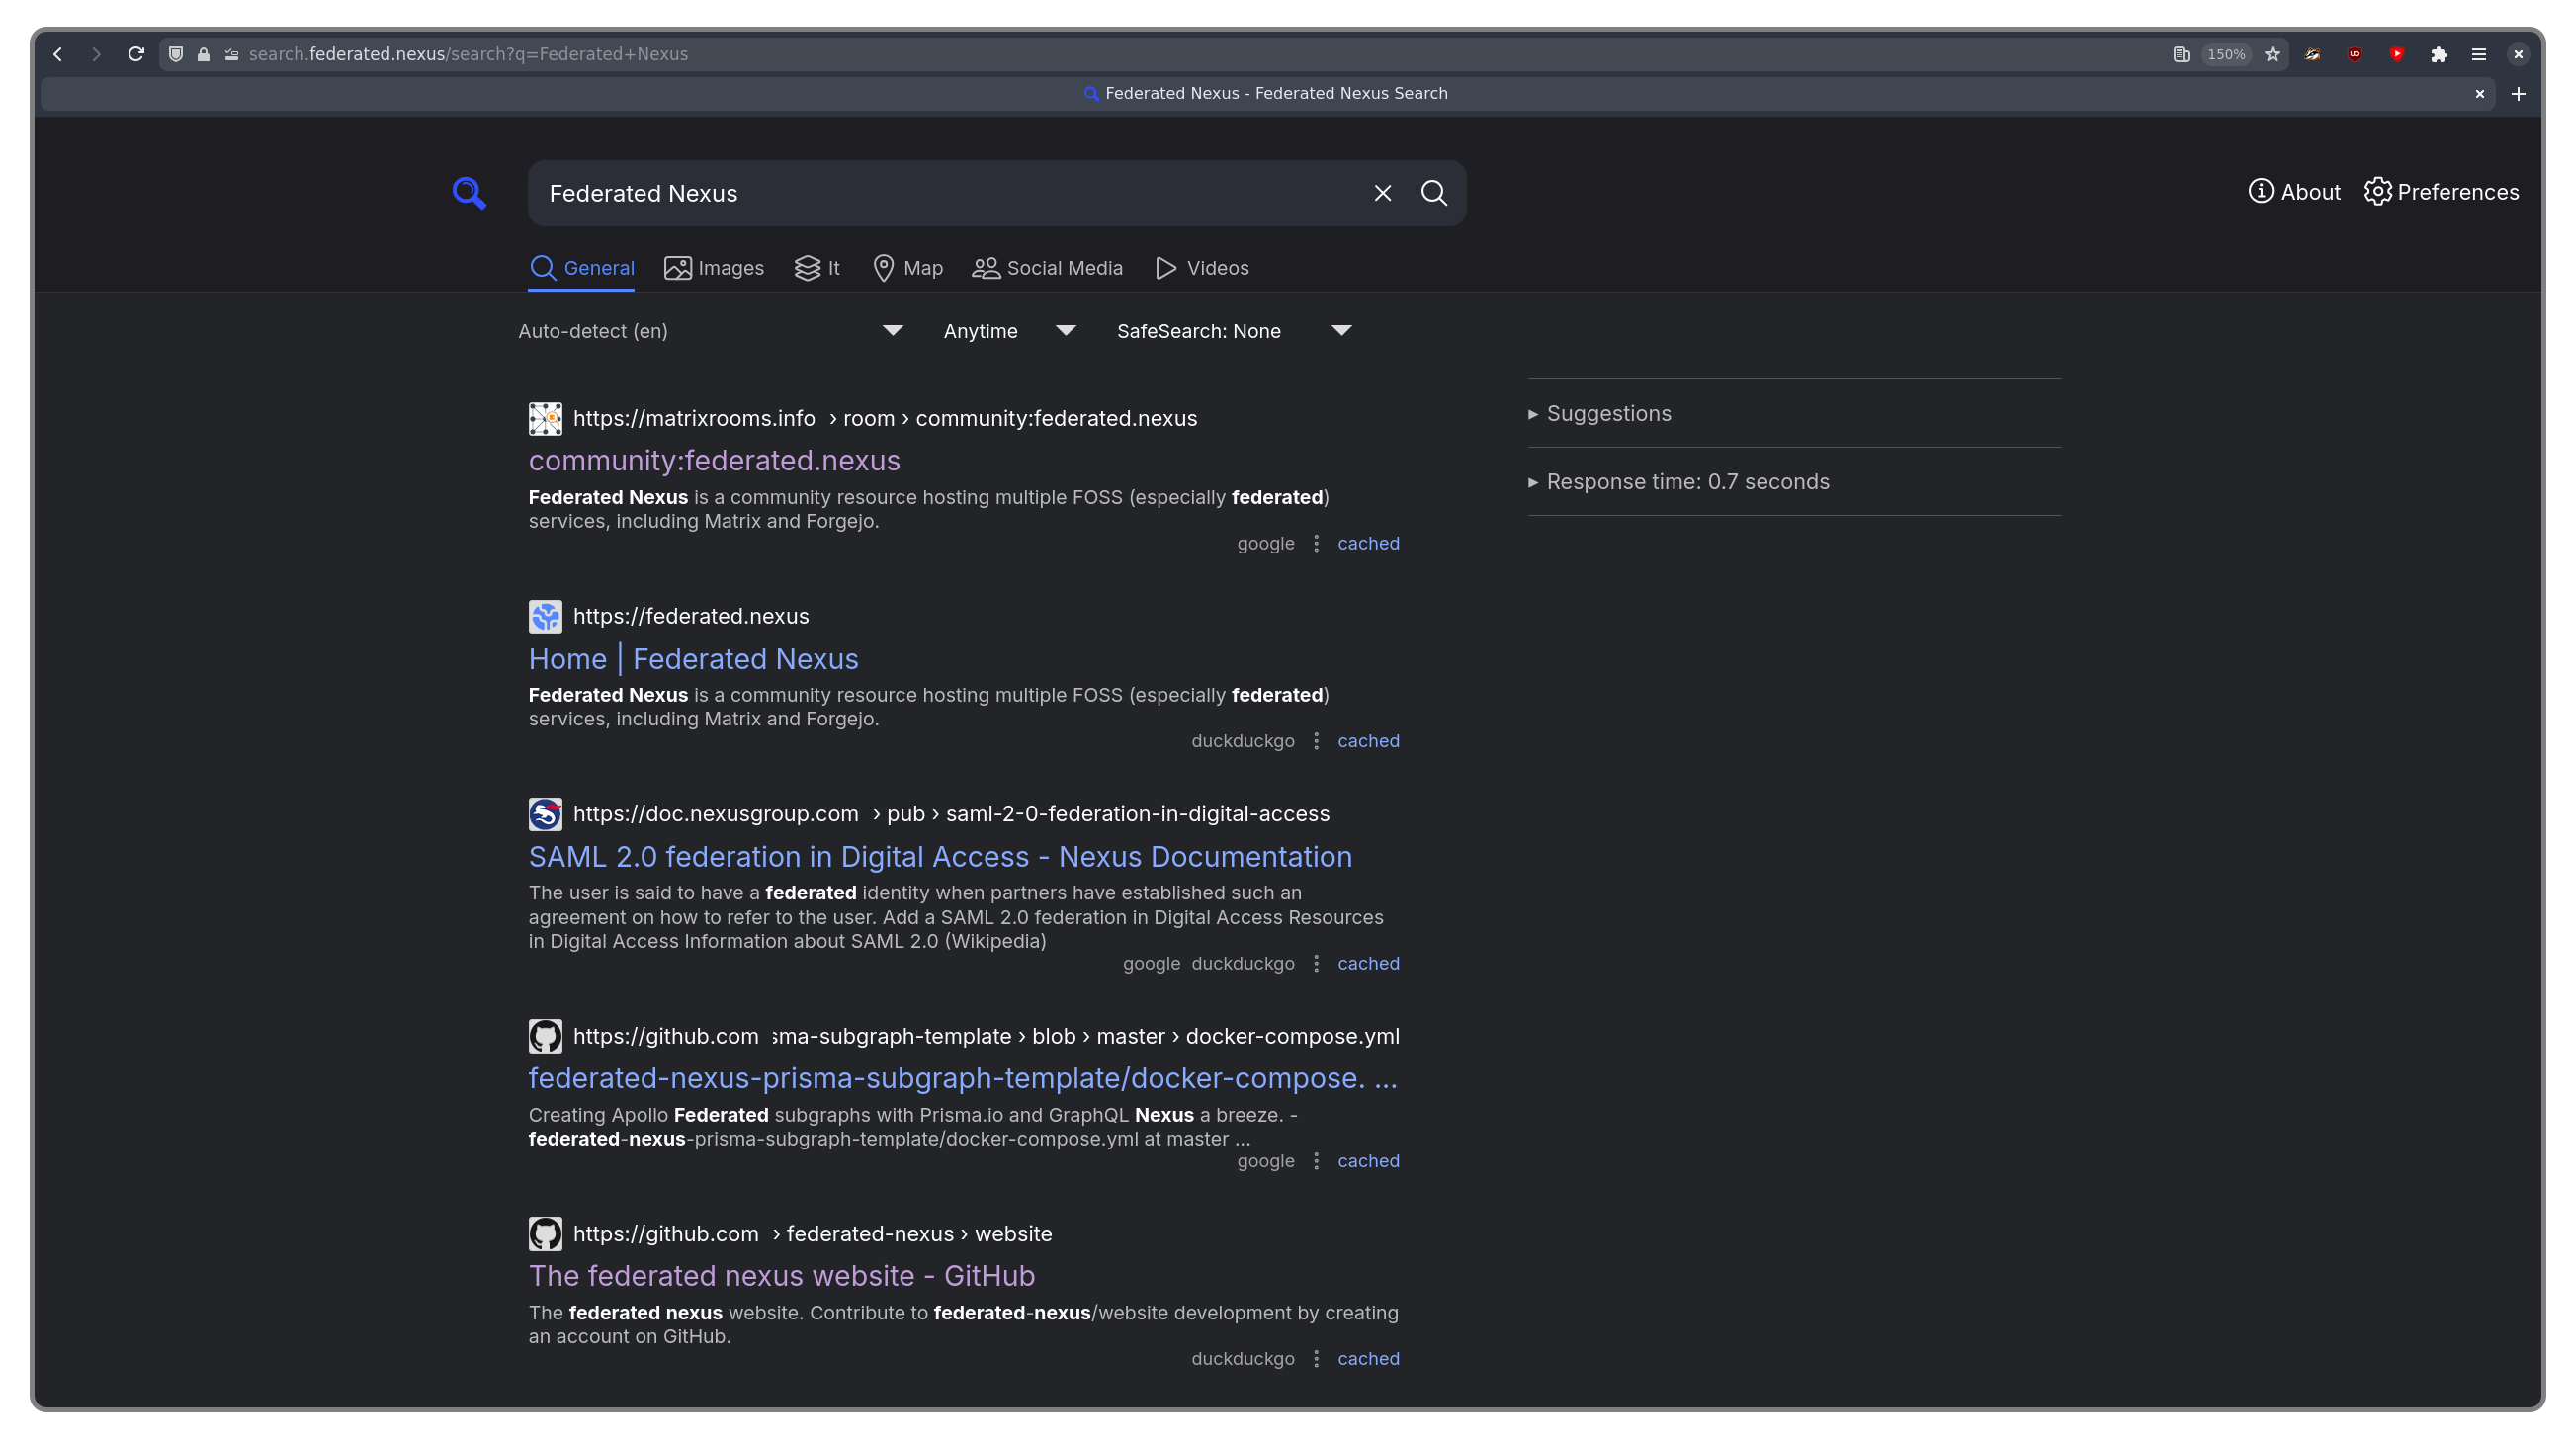 search.federated.nexus/search?q=Federated+Nexus
150%
Federated Nexus - Federated Nexus Search
Federated Nexus
About
Preferences
General
Images
It
Map
Social Media
Videos
Auto-detect (en)
Anytime
SafeSearch: None
https://matrixrooms.info › room › community:federated.nexus
community:federated.nexus
Federated Nexus is a community resource hosting multiple FOSS (especially federated)
services, including Matrix and Forgejo.
google cached
https://federated.nexus
Home | Federated Nexus
Federated Nexus is a community resource hosting multiple FOSS (especially federated)
services, including Matrix and Forgejo.
duckduckgo cached
https://doc.nexusgroup.com › pub › saml-2-0-federation-in-digital-access
SAML 2.0 federation in Digital Access - Nexus Documentation
The user is said to have a federated identity when partners have established such an
agreement on how to refer to the user. Add a SAML 2.0 federation in Digital Access Resources
in Digital Access Information about SAML 2.0 (Wikipedia)
google duckduckgo cached
https://github.com sma-subgraph-template › blob › master › docker-compose.yml
federated-nexus-prisma-subgraph-template/docker-compose. ...
Creating Apollo Federated subgraphs with Prisma.io and GraphQL Nexus a breeze. -
federated-nexus-prisma-subgraph-template/docker-compose.yml at master ...
google cached
https://github.com › federated-nexus › website
The federated nexus website - GitHub
The federated nexus website. Contribute to federated-nexus/website development by creating
an account on GitHub.
duckduckgo cached
Suggestions
Response time: 0.7 seconds